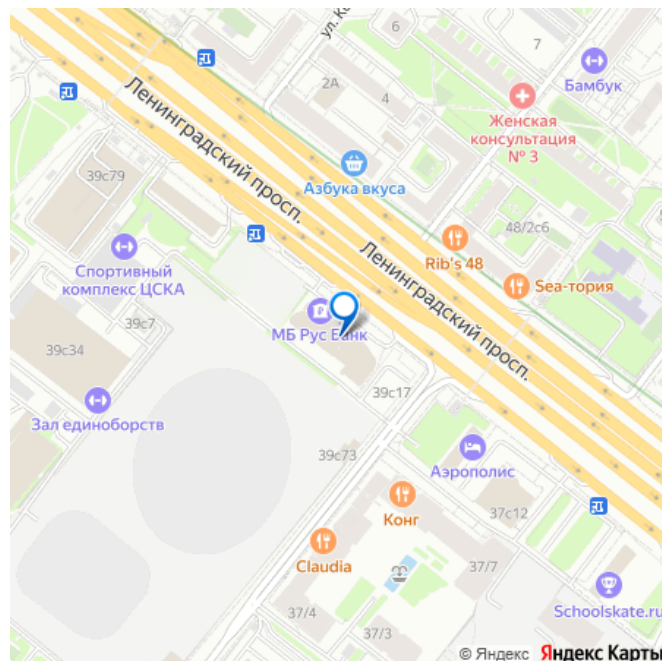 ул. Ко
6
7
Бамбук
2А
4
Женская
консультация
№ 3
Ленинградский просп.
Азбука вкуса
39с79
48/2с6
Rib's 48
Sea-тория
Ленинградский просп.
Спортивный
комплекс ЦСКА
39с7
МБ Рус Банк
39с34
39с17
Зал единоборств
39с73
Аэрополис
Конг
37с12
Claudia
37/7
37/4
37/3
Schoolskate.ru
© Яндекс Яндекс Карты